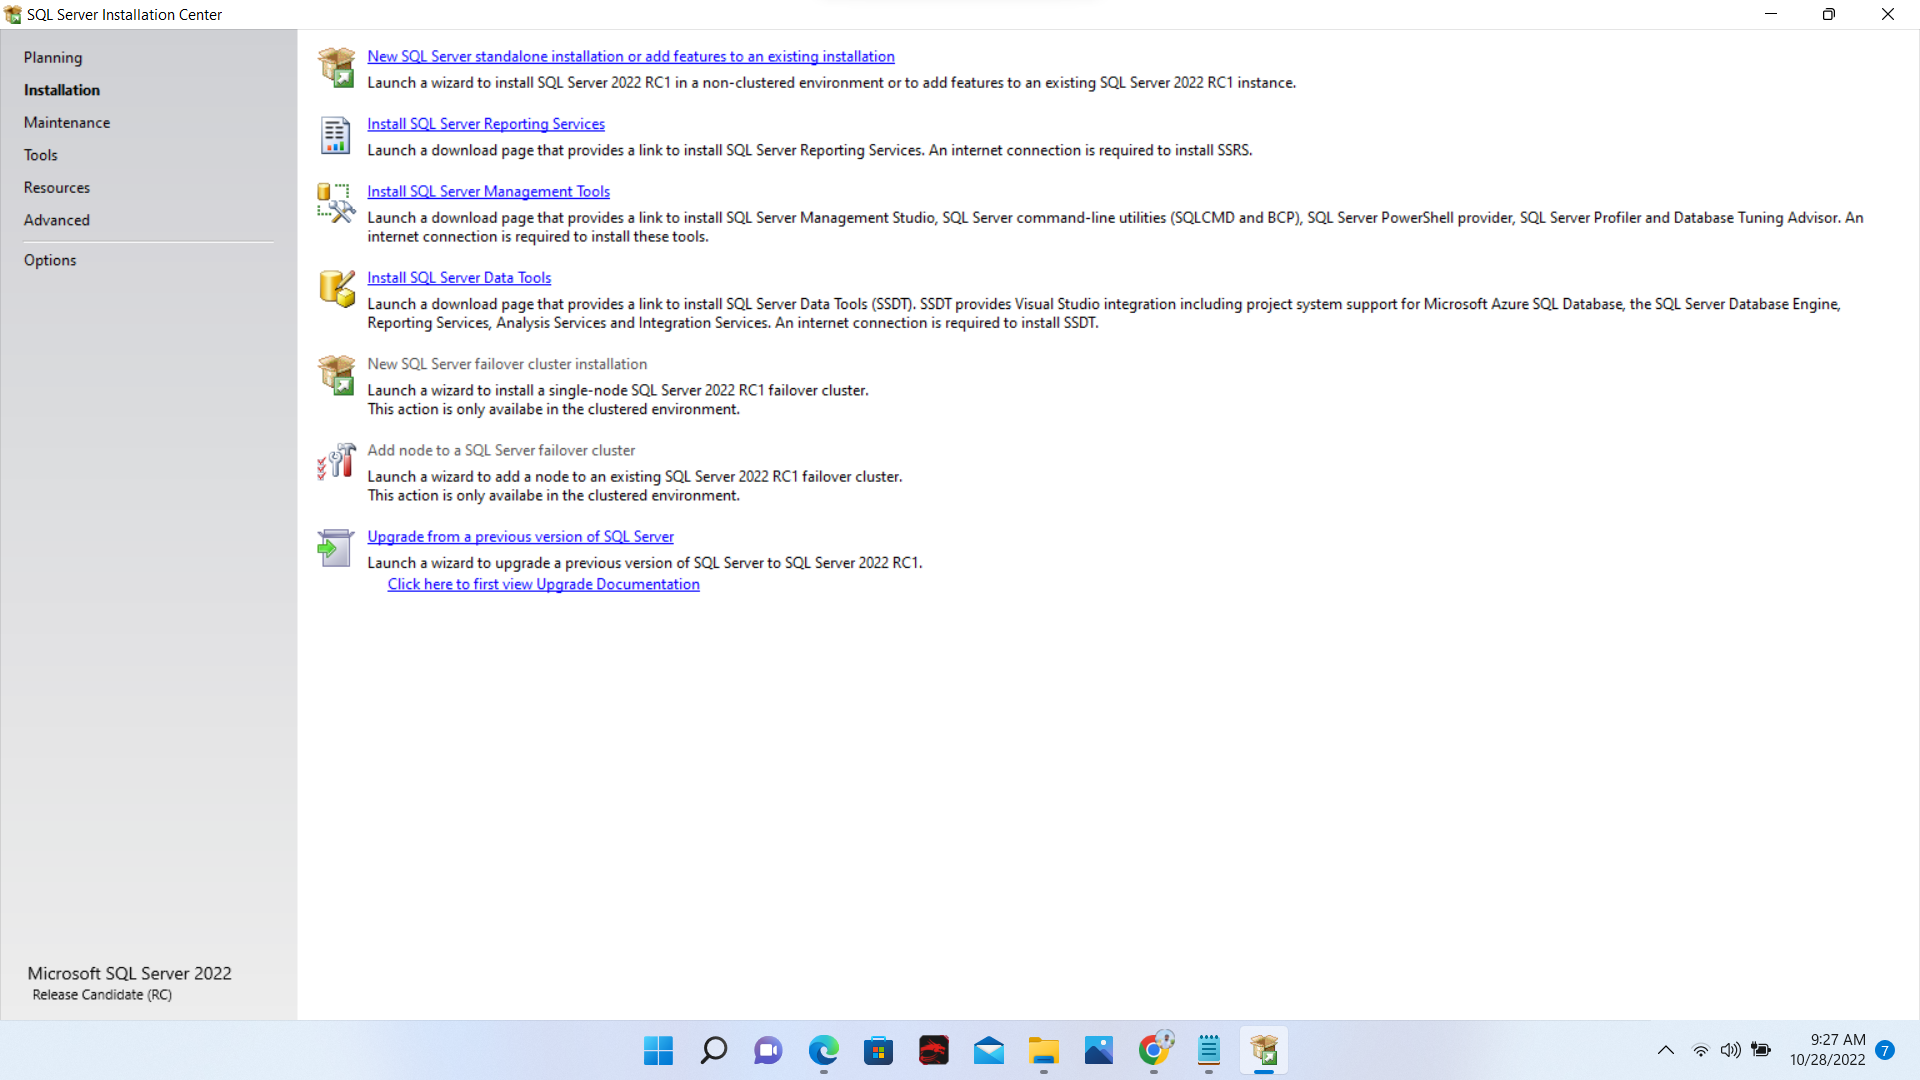 SQL Server Installation Center
Planning
Installation
Maintenance
Tools
Resources
Advanced
Options
New SQL Server standalone installation or add features to an existing installation
Launch a wizard to install SQL Server 2022 RC1 in a non-clustered environment or to add features to an existing SQL Server 2022 RC1 instance.
Install SQL Server Reporting Services
Launch a download page that provides a link to install SQL Server Reporting Services. An internet connection is required to install SSRS.
Install SQL Server Management Tools
Launch a download page that provides a link to install SQL Server Management Studio, SQL Server command-line utilities (SQLCMD and BCP), SQL Server PowerShell provider, SQL Server Profiler and Database Tuning Advisor. An
internet connection is required to install these tools.
Install SQL Server Data Tools
Launch a download page that provides a link to install SQL Server Data Tools (SSDT). SSDT provides Visual Studio integration including project system support for Microsoft Azure SQL Database, the SQL Server Database Engine,
Reporting Services, Analysis Services and Integration Services. An internet connection is required to install SSDT.
New SQL Server failover cluster installation
Launch a wizard to install a single-node SQL Server 2022 RC1 failover cluster.
This action is only availabe in the clustered environment.
Add node to a SQL Server failover cluster
Launch a wizard to add a node to an existing SQL Server 2022 RC1 failover cluster.
This action is only availabe in the clustered environment.
Upgrade from a previous version of SQL Server
Launch a wizard to upgrade a previous version of SQL Server to SQL Server 2022 RC1.
Click here to first view Upgrade Documentation
Microsoft SQL Server 2022
Release Candidate (RC)
9:27 AM
10/28/2022
7